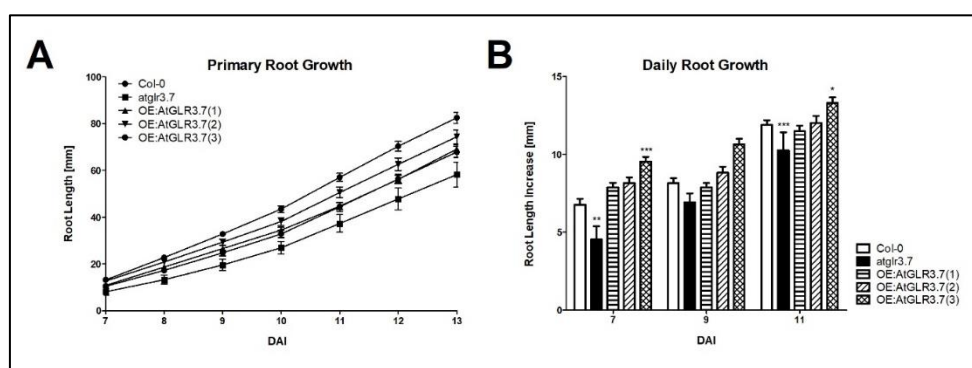 A
Primary Root Growth
Col-0
atglr3.7
OE:AtGLR3.7(1)
OE:AtGLR3.7(2)
OE:AtGLR3.7(3)
Root Length [mm]
100
80
60
40
20
0
7 8 9 10 11 12 13
DAI
B
Daily Root Growth
Root Length Increase [mm]
15
10
5
0
**
***
***
*
7 9 11
DAI
Col-0
atglr3.7
OE:AtGLR3.7(1)
OE:AtGLR3.7(2)
OE:AtGLR3.7(3)